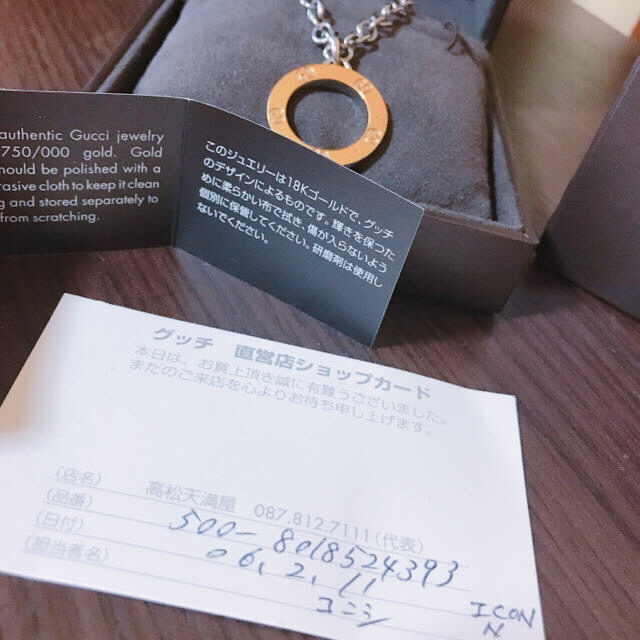 authentic Gucci jewelry
750/000 gold. Gold
hould be polished with a
rasive cloth to keep it clean
g and stored separately to
from scratching.
このジュエリーは18Kゴールドで、グッチ
のデザインによるものです。輝きを保つた
めに柔らかい布で拭き、傷が入らないよう
個別に保管してください。研磨剤は使用し
ないでください。
グッチ 直営店ショップカード
本日は、お買上頂き誠に有難うございました。
またのご来店を心よりお待ち申し上げます。
(店名) 高松天満屋 087.812.7111(代表)
(品番) 500-8018524393
(日付) 06, 2, 11
(担当者名) コニシ
ICON
N